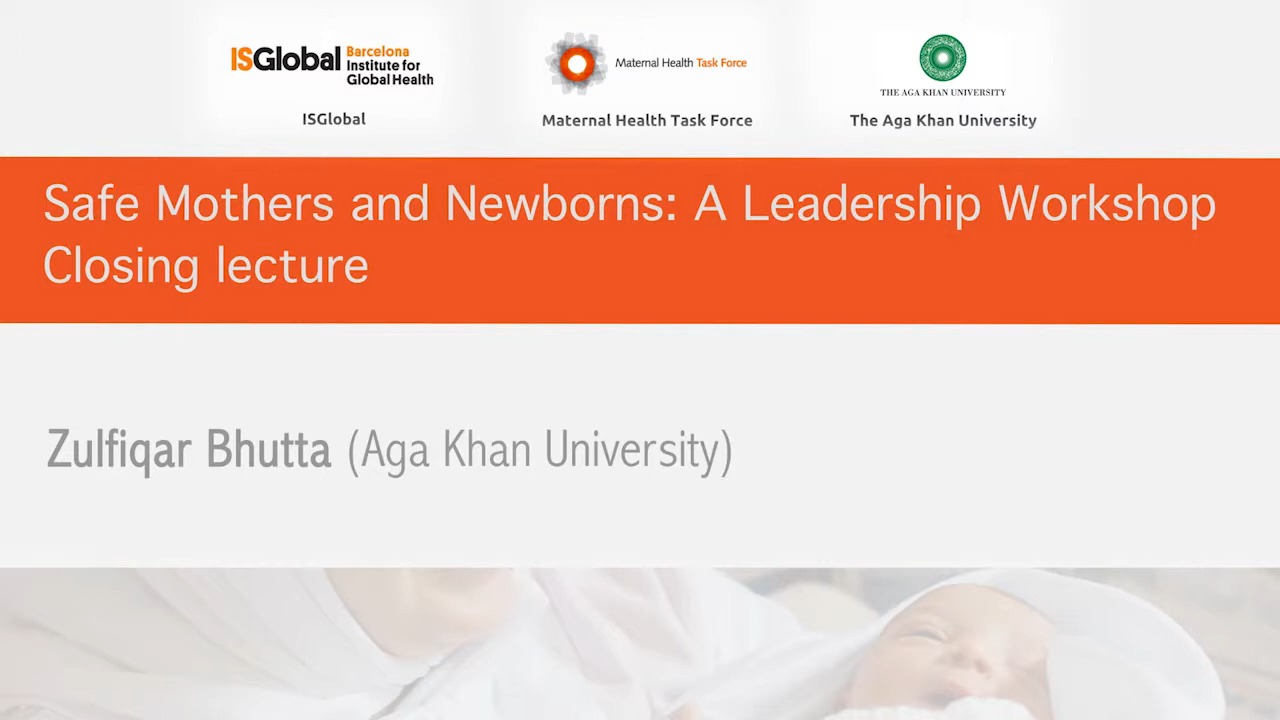 ISGlobal Barcelona
Institute for
Global Health
ISGlobal
Maternal Health Task Force
Maternal Health Task Force
THE AGA KHAN UNIVERSITY
The Aga Khan University
Safe Mothers and Newborns: A Leadership Workshop
Closing lecture
Zulfiqar Bhutta (Aga Khan University)